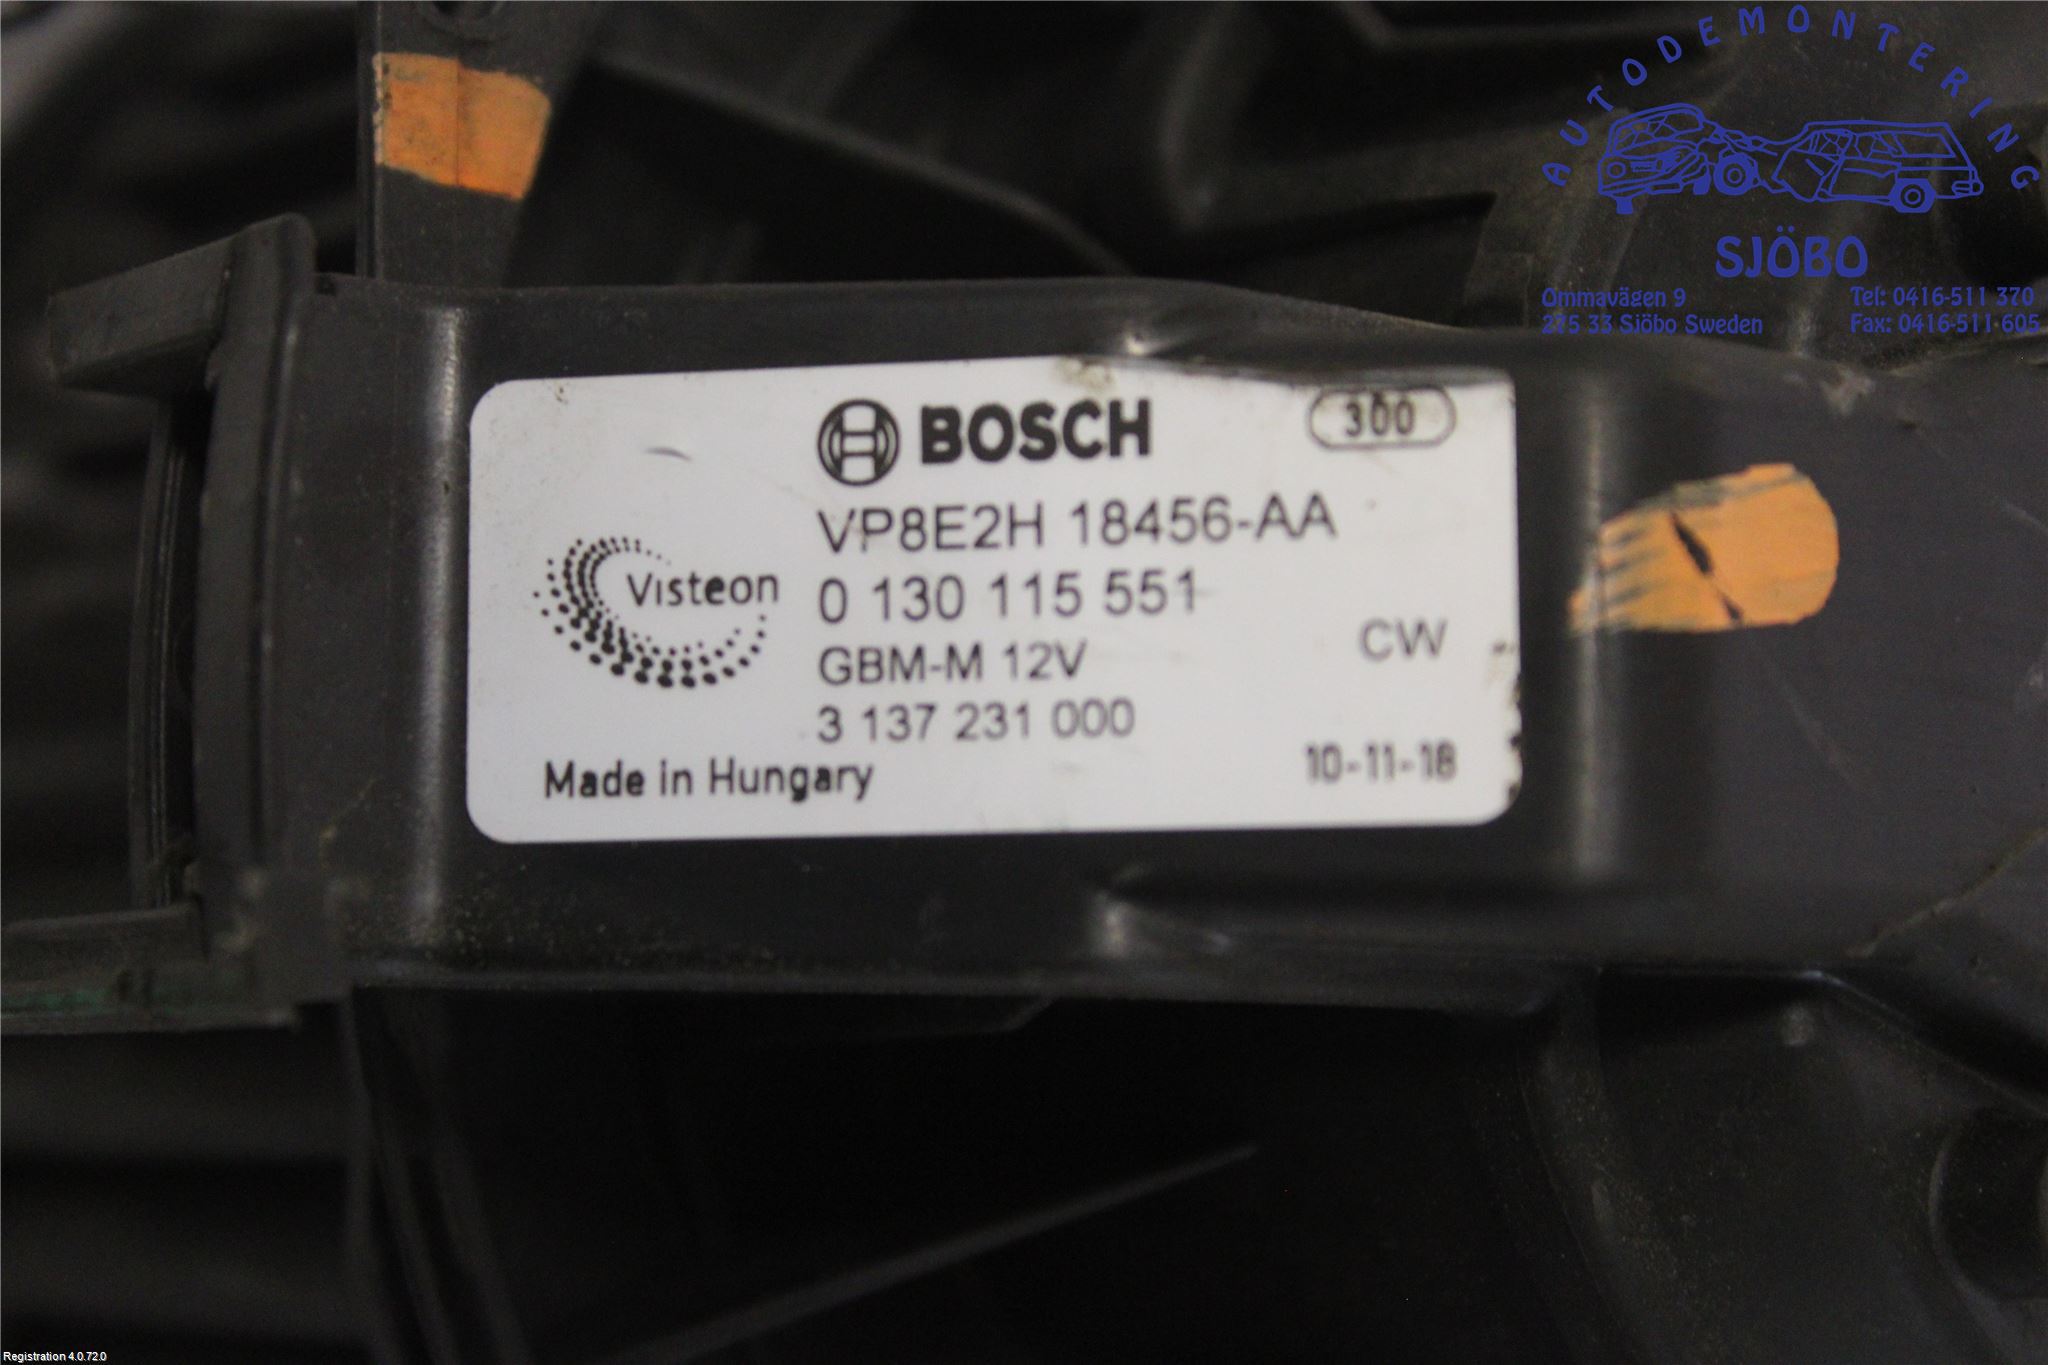 AUTODEMONTERING
SJÖBO
Ommavägen 9 Tel: 0416-511 370
275 33 Sjöbo Sweden Fax: 0416-511 605
BOSCH 300
VP8E2H 18456-AA
Visteon
0 130 115 551
GBM-M 12V CW
3 137 231 000
Made in Hungary 10-11-18
Registration 4.0.72.0